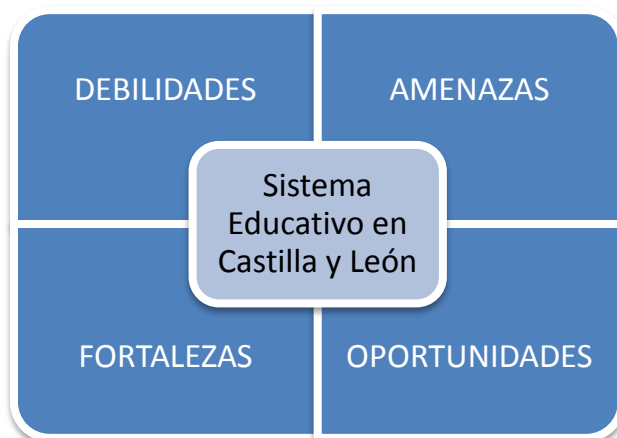 DEBILIDADES
AMENAZAS
Sistema
Educativo en
Castilla y León
FORTALEZAS
OPORTUNIDADES